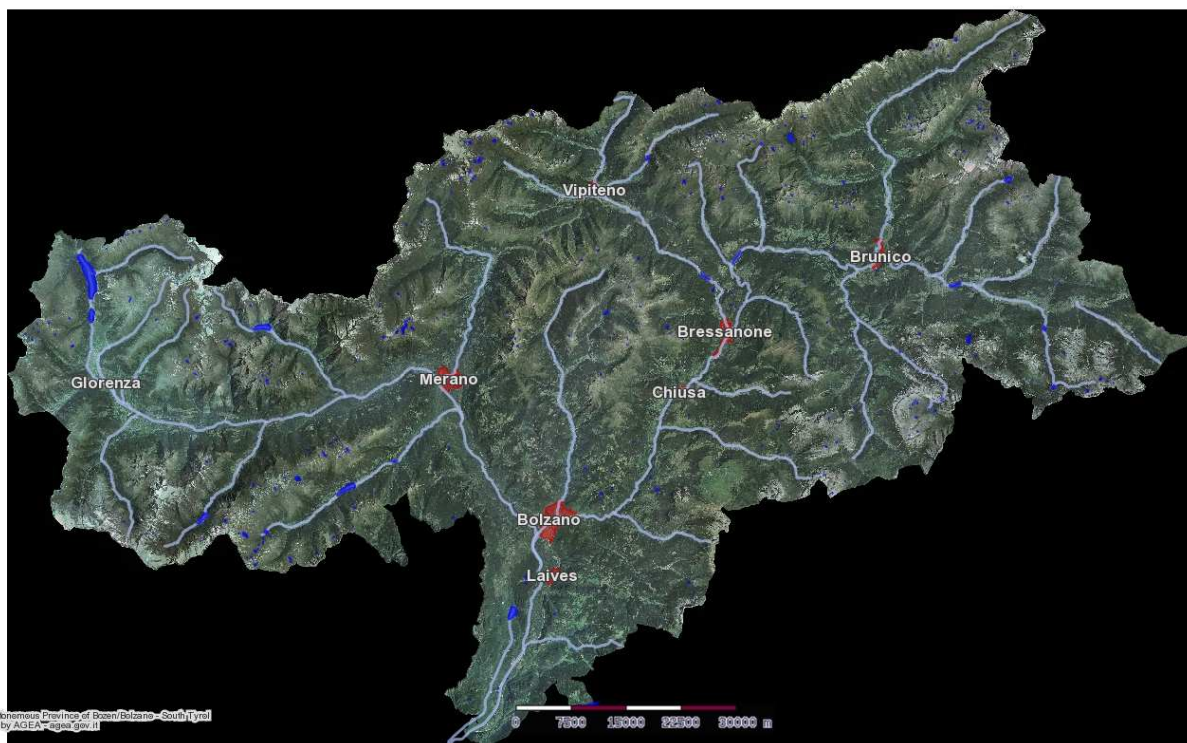 Vipiteno
Brunico
Bressanone
Glorenza
Merano
Chiusa
Bolzano
Laives
tonomous Province of Bozen/Bolzano - South Tyrol
by AGEA - agea.gov.it
0 7500 15000 22500 30000 m